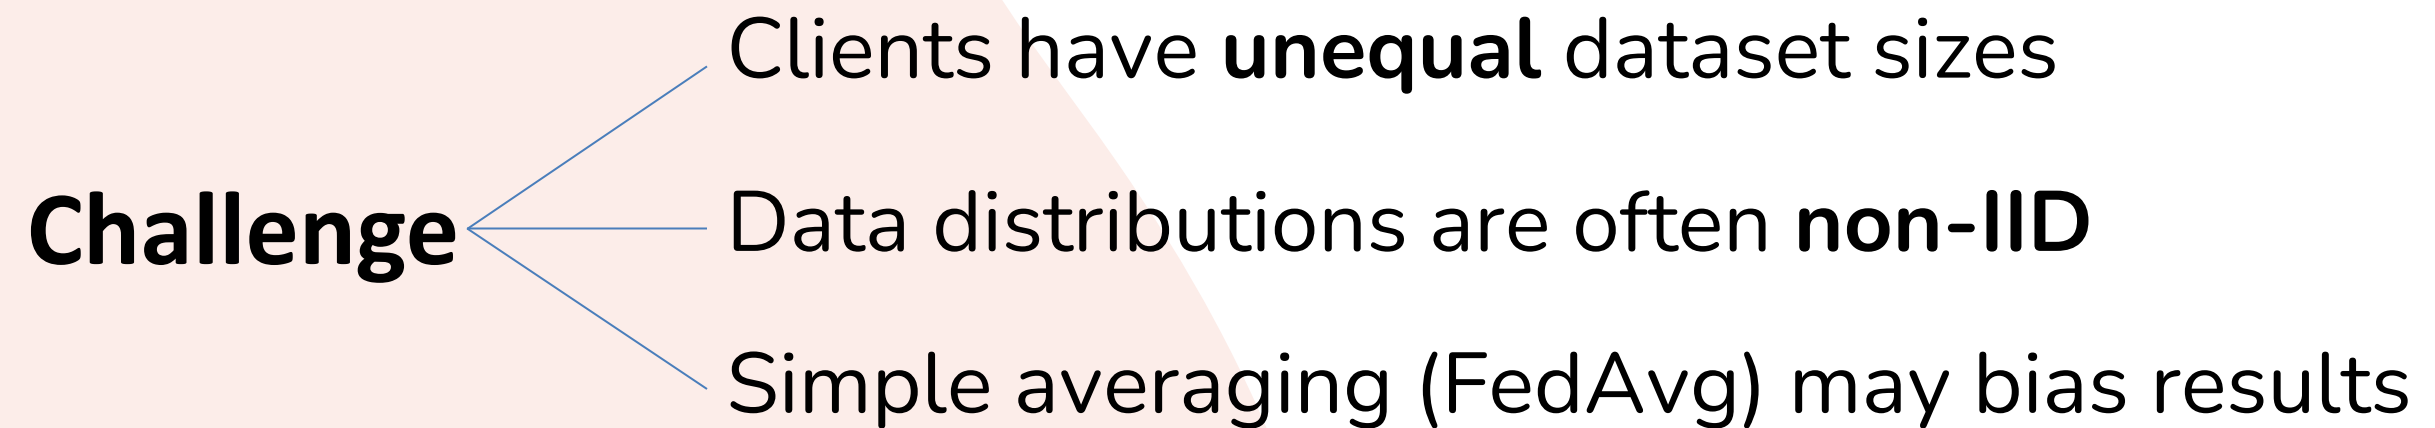 Clients have unequal dataset sizes
Challenge
Data distributions are often non-IID
Simple averaging (FedAvg) may bias results